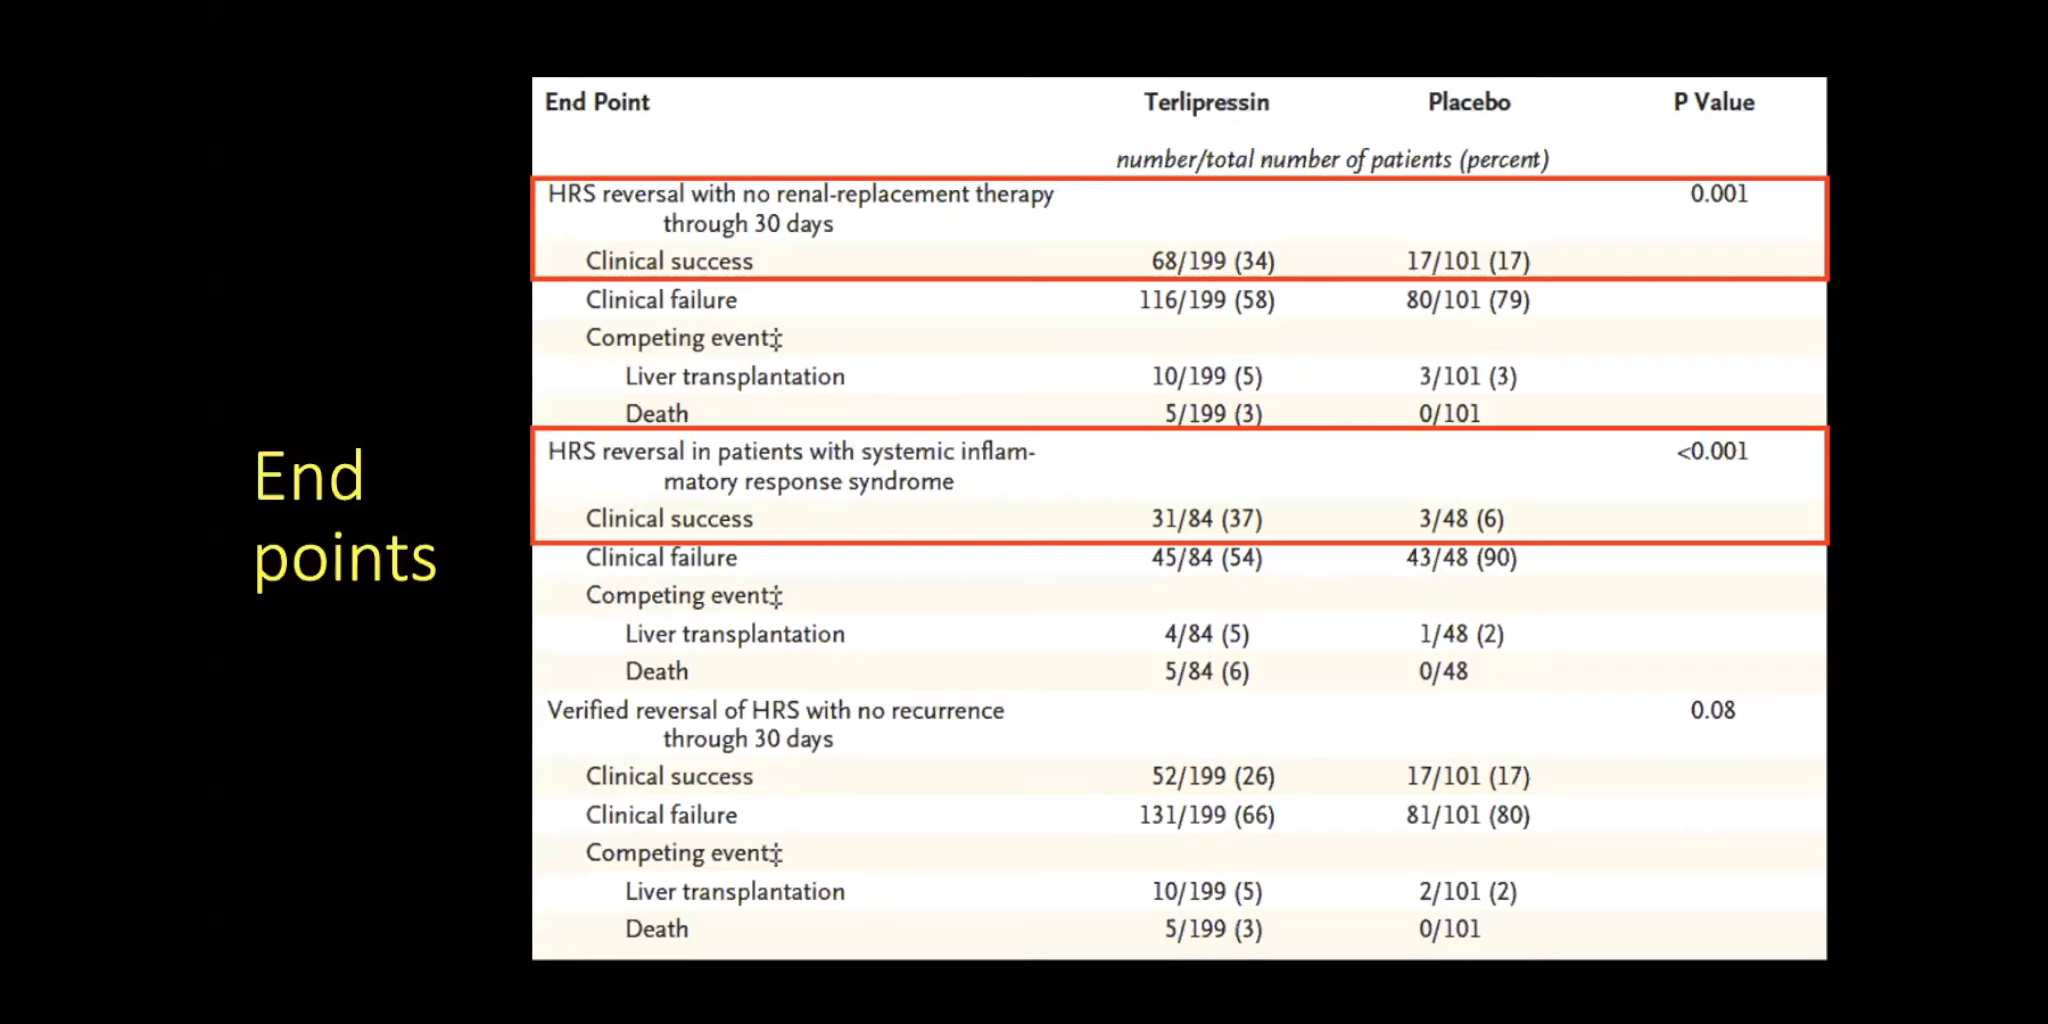 End
points
End Point Terlipressin Placebo P Value
number/total number of patients (percent)
HRS reversal with no renal-replacement therapy 0.001
through 30 days
Clinical success 68/199 (34) 17/101 (17)
Clinical failure 116/199 (58) 80/101 (79)
Competing event‡
Liver transplantation 10/199 (5) 3/101 (3)
Death 5/199 (3) 0/101
HRS reversal in patients with systemic inflam- <0.001
matory response syndrome
Clinical success 31/84 (37) 3/48 (6)
Clinical failure 45/84 (54) 43/48 (90)
Competing event‡
Liver transplantation 4/84 (5) 1/48 (2)
Death 5/84 (6) 0/48
Verified reversal of HRS with no recurrence 0.08
through 30 days
Clinical success 52/199 (26) 17/101 (17)
Clinical failure 131/199 (66) 81/101 (80)
Competing event‡
Liver transplantation 10/199 (5) 2/101 (2)
Death 5/199 (3) 0/101